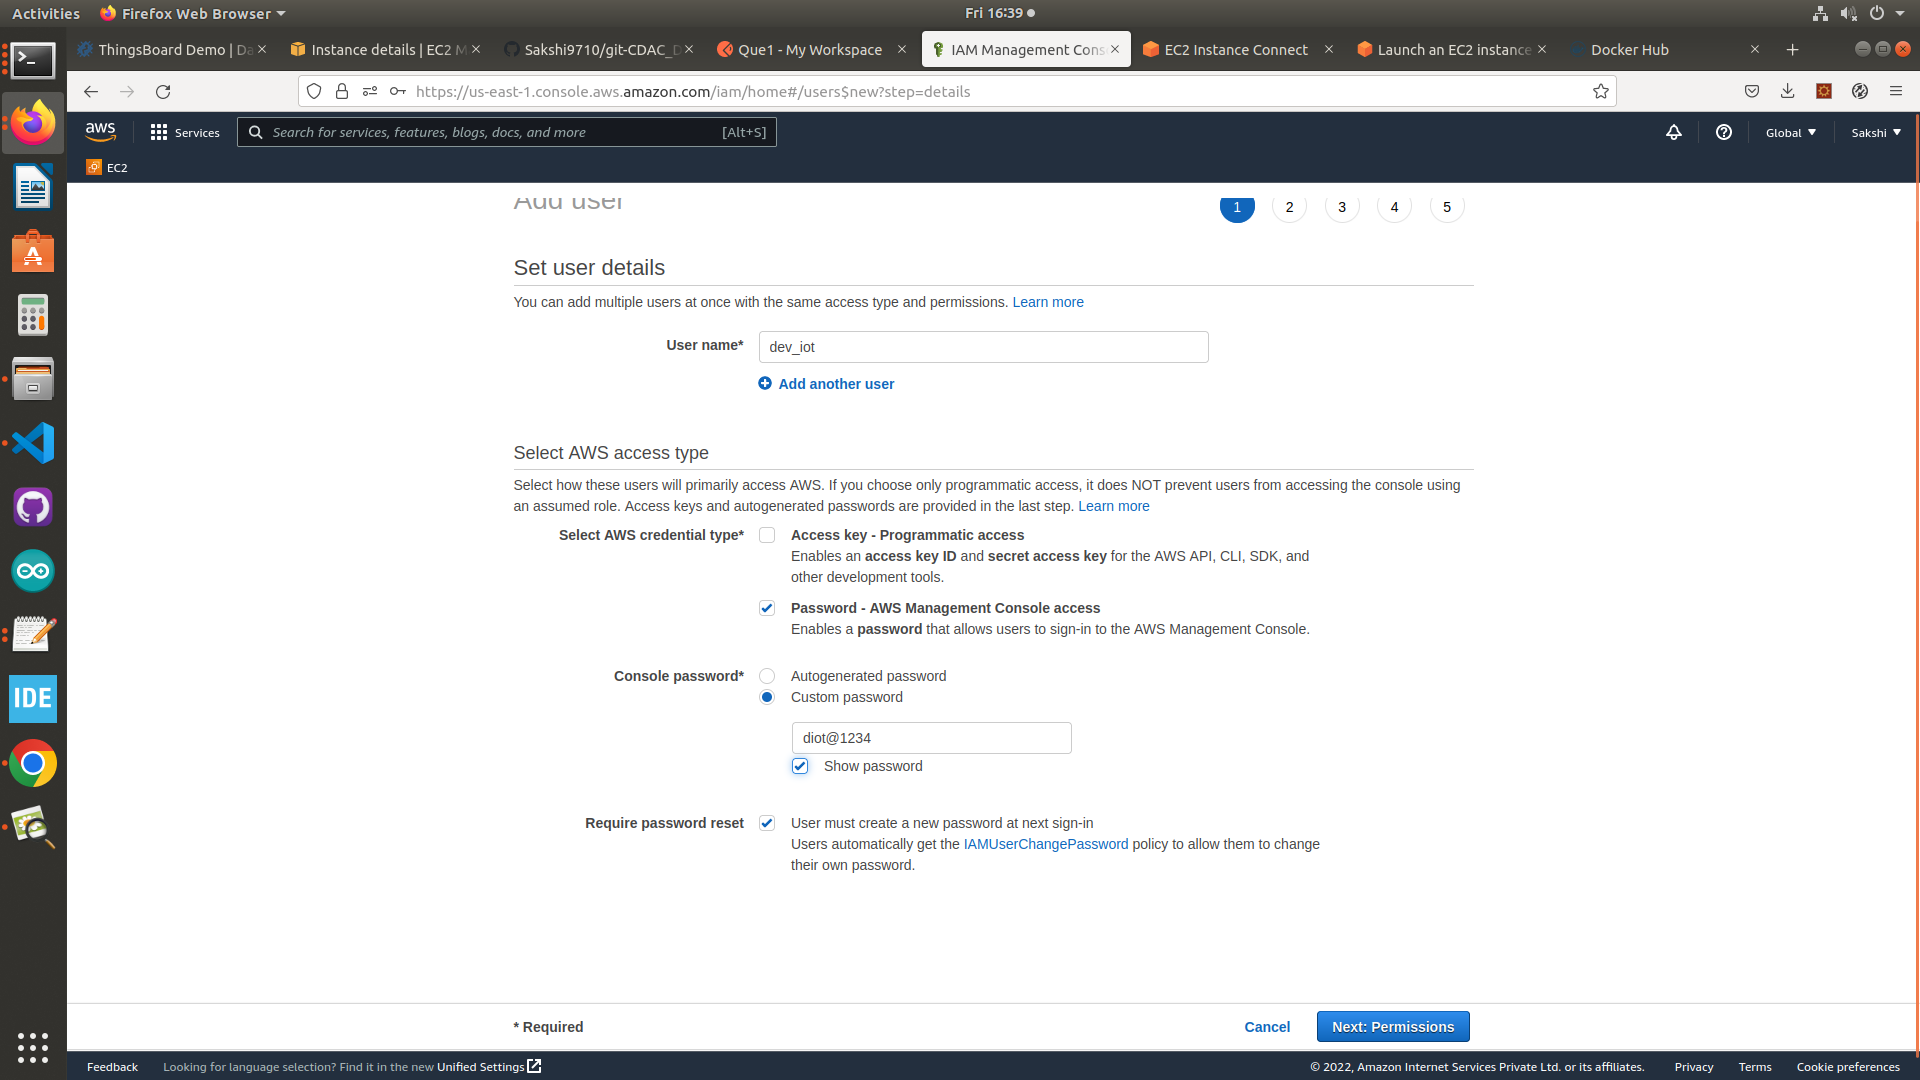 Activities
Firefox Web Browser
Fri 16:39
ThingsBoard Demo | Da
Instance details | EC2 M
Sakshi9710/git-CDAC_D
Que1 - My Workspace
IAM Management Cons
EC2 Instance Connect
Launch an EC2 instance
Docker Hub
https://us-east-1.console.aws.amazon.com/iam/home#/users$new?step=details
aws
Services
Search for services, features, blogs, docs, and more
[Alt+S]
Global
Sakshi
EC2
Add user
1
2
3
4
5
Set user details
You can add multiple users at once with the same access type and permissions. Learn more
User name*
dev_iot
Add another user
Select AWS access type
Select how these users will primarily access AWS. If you choose only programmatic access, it does NOT prevent users from accessing the console using
an assumed role. Access keys and autogenerated passwords are provided in the last step. Learn more
Select AWS credential type*
Access key - Programmatic access
Enables an access key ID and secret access key for the AWS API, CLI, SDK, and
other development tools.
Password - AWS Management Console access
Enables a password that allows users to sign-in to the AWS Management Console.
Console password*
Autogenerated password
Custom password
diot@1234
Show password
Require password reset
User must create a new password at next sign-in
Users automatically get the IAMUserChangePassword policy to allow them to change
their own password.
IDE
* Required
Cancel
Next: Permissions
Feedback
Looking for language selection? Find it in the new Unified Settings
© 2022, Amazon Internet Services Private Ltd. or its affiliates.
Privacy
Terms
Cookie preferences